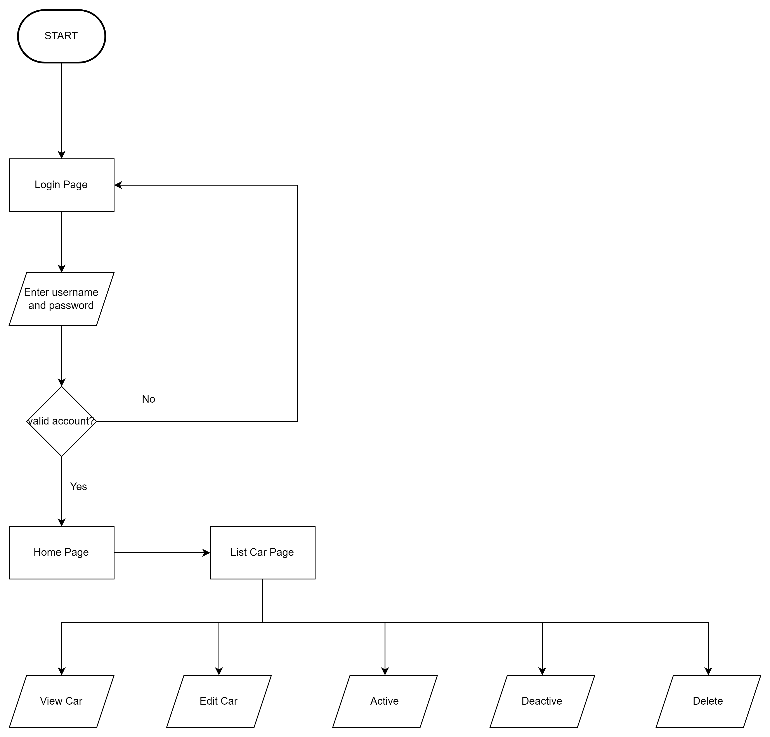 START
Login Page
Enter username
and password
valid account?
No
Yes
Home Page
List Car Page
View Car
Edit Car
Active
Deactive
Delete